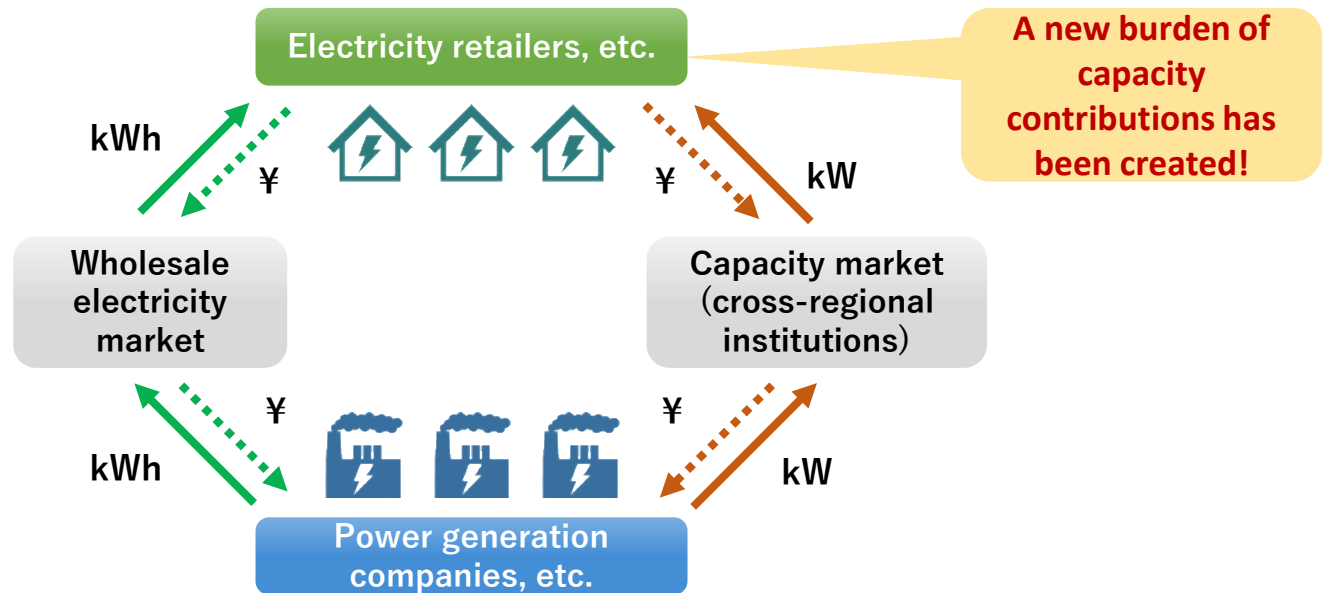 Electricity retailers, etc.
A new burden of
capacity
contributions has
been created!
kWh
¥
¥
kW
Wholesale
electricity
market
Capacity market
（cross-regional
institutions）
¥
¥
kWh
kW
Power generation
companies, etc.